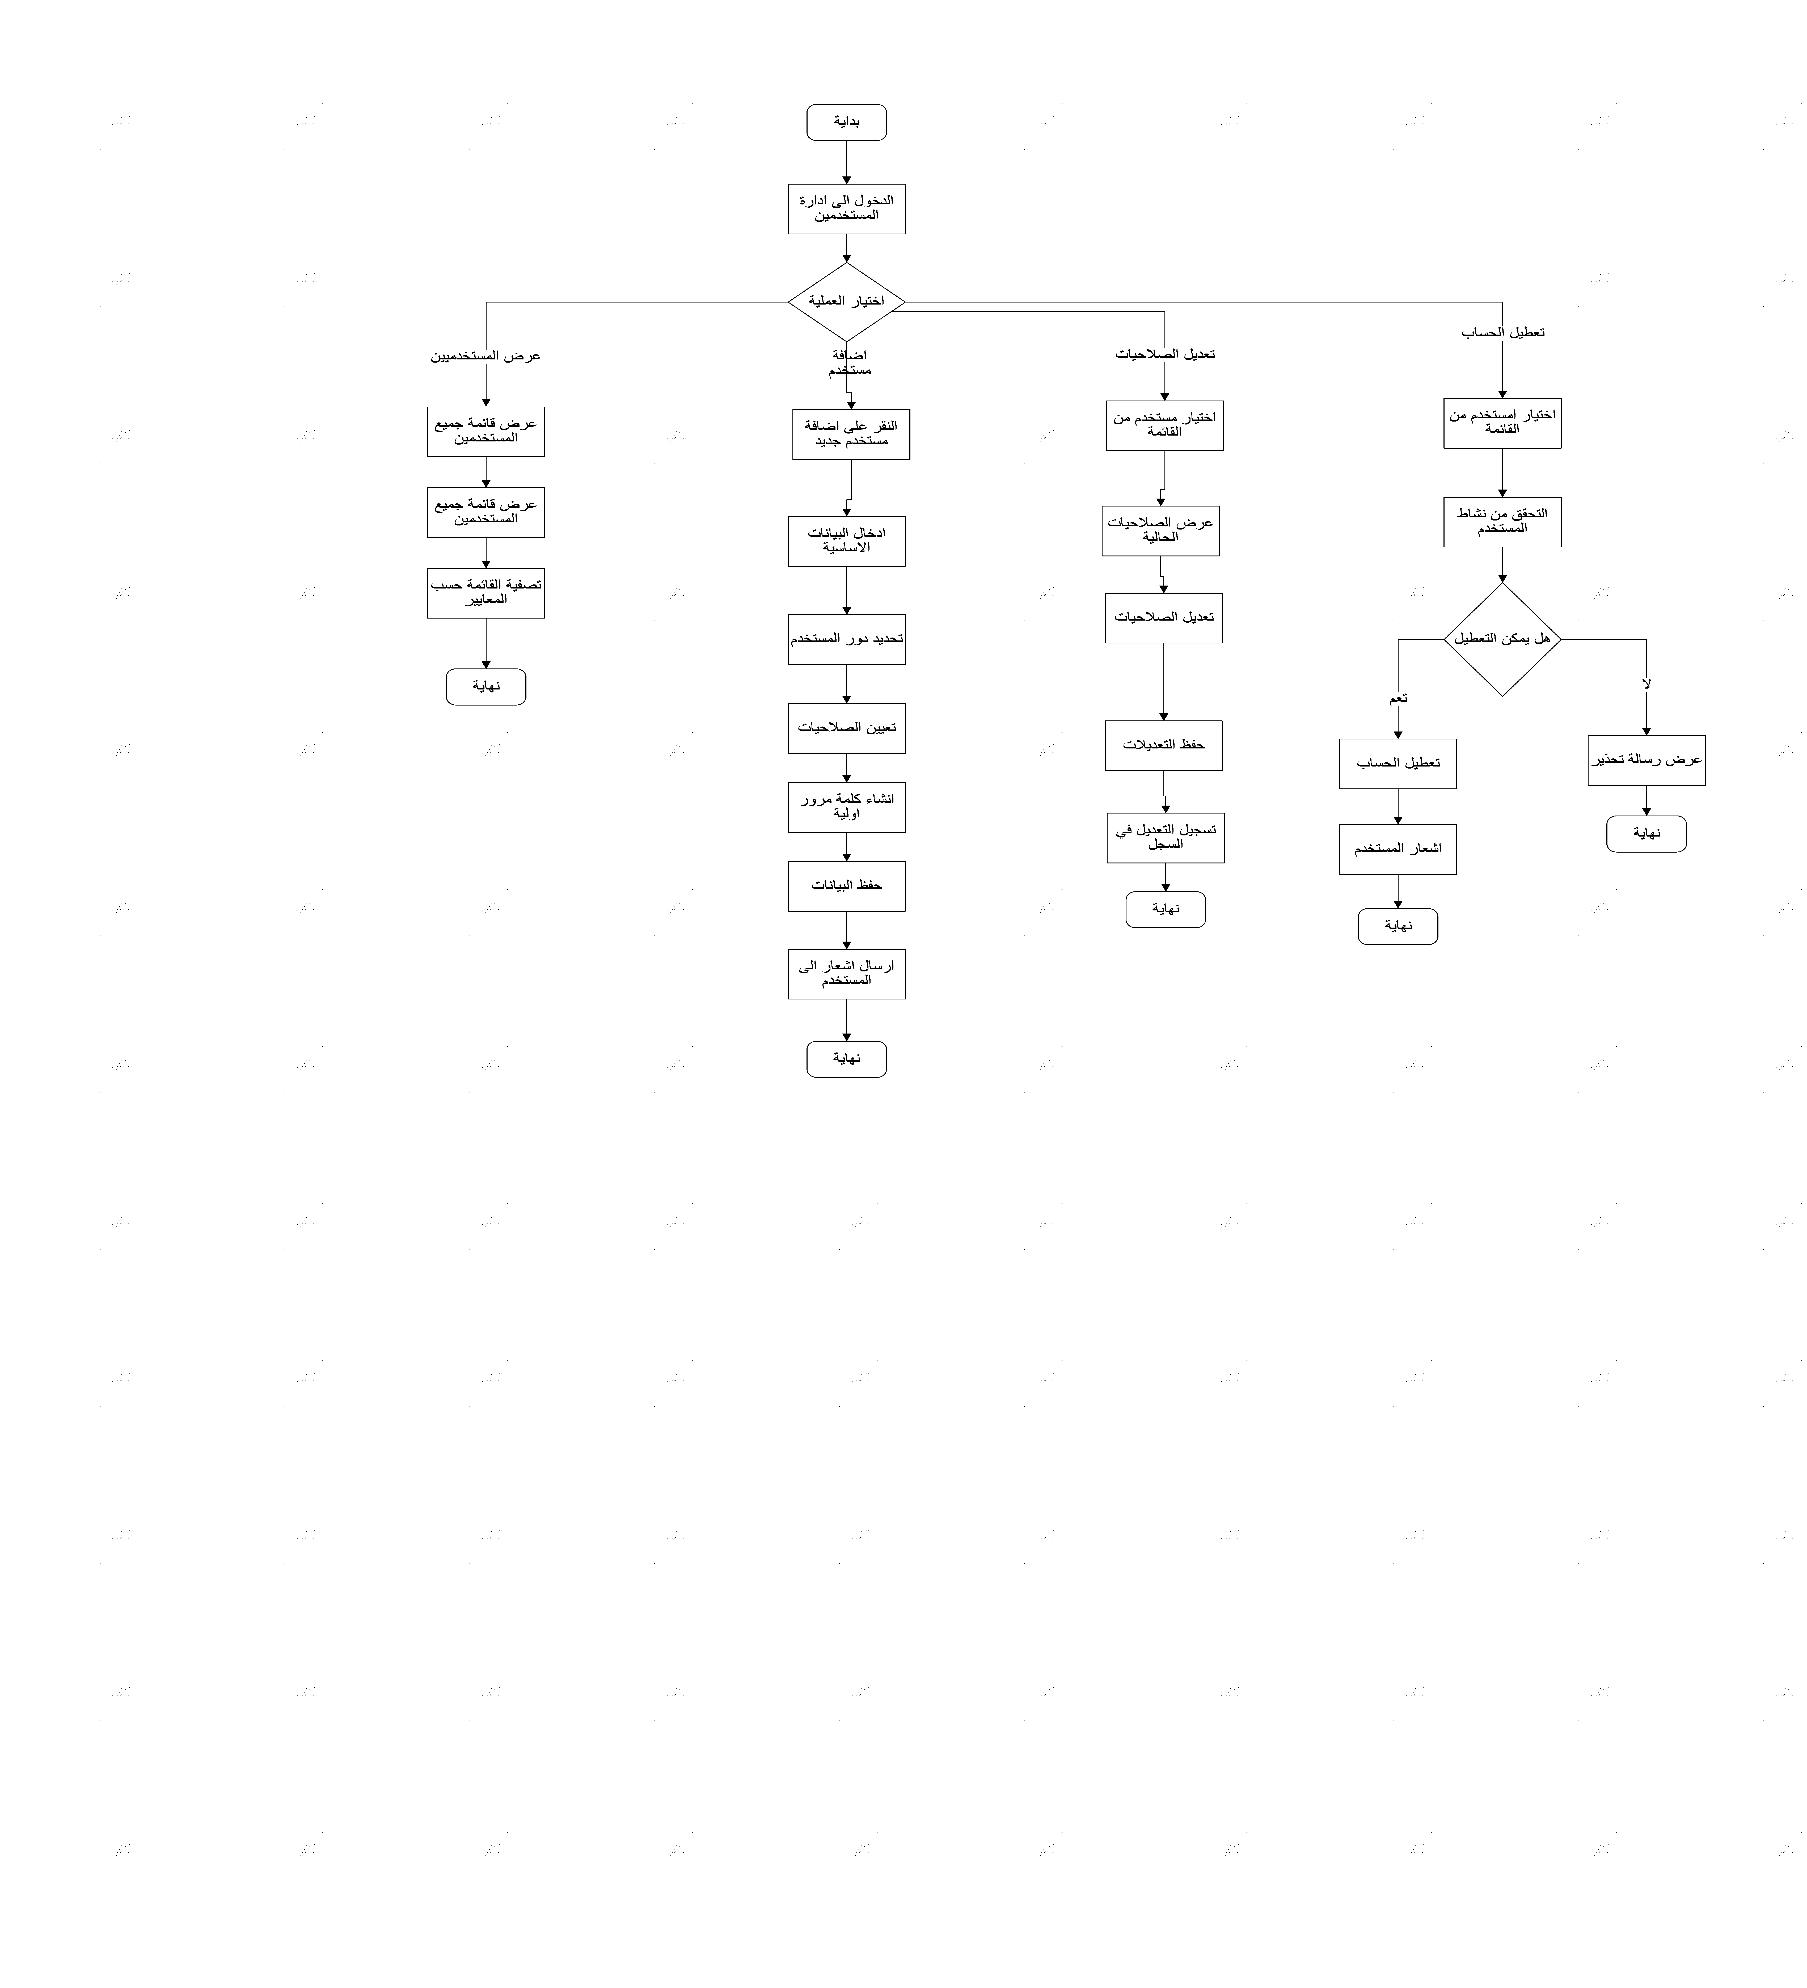 بداية
الدخول الى ادارة
المستخدمين
اختيار العملية
تعطيل الحساب
اختيار امستخدم من
القائمة
التحقق من نشاط
المستخدم
هل يمكن التعطيل
لا
عرض رسالة تحذير
نهاية
نعم
تعطيل الحساب
اشعار المستخدم
نهاية
تعديل الصلاحيات
اختيار مستخدم من
القائمة
عرض الصلاحيات
الحالية
تعديل الصلاحيات
حفظ التعديلات
تسجيل التعديل في
السجل
نهاية
اضافة
مستخدم
النقر على اضافة
مستخدم جديد
ادخال البيانات
الاساسية
تحديد دور المستخدم
تعيين الصلاحيات
انشاء كلمة مرور
اولية
حفظ البيانات
ارسال اشعار الى
المستخدم
نهاية
عرض المستخدميين
عرض قائمة جميع
المستخدمين
عرض قائمة جميع
المستخدمين
تصفية القائمة حسب
المعايير
نهاية